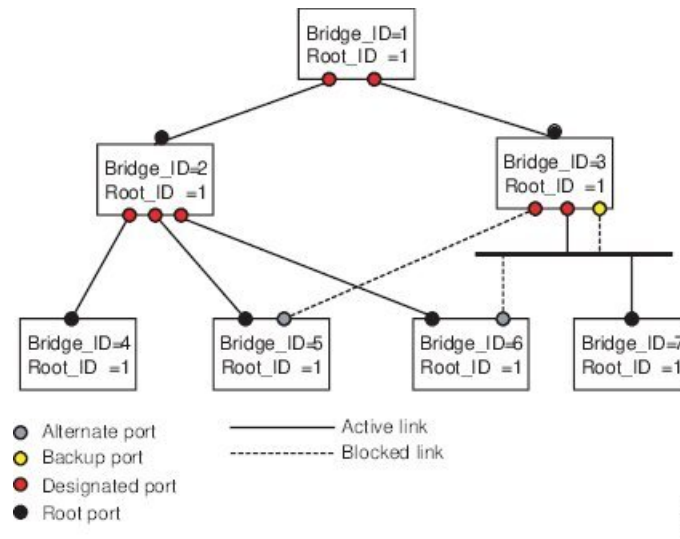 Bridge_ID=1
Root_ID =1
Bridge_ID=2
Root_ID =1
Bridge_ID=3
Root_ID =1
Bridge_ID=4
Root_ID =1
Bridge_ID=5
Root_ID =1
Bridge_ID=6
Root_ID =1
Bridge_ID=7
Root_ID =1
Alternate port
Backup port
Designated port
Root port
Active link
Blocked link